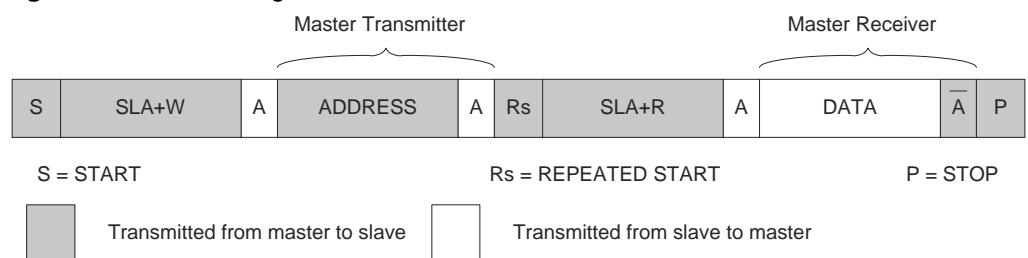 Master Transmitter Master Receiver
S SLA+W A ADDRESS A Rs SLA+R A DATA A̅ P
S = START Rs = REPEATED START P = STOP
Transmitted from master to slave Transmitted from slave to master